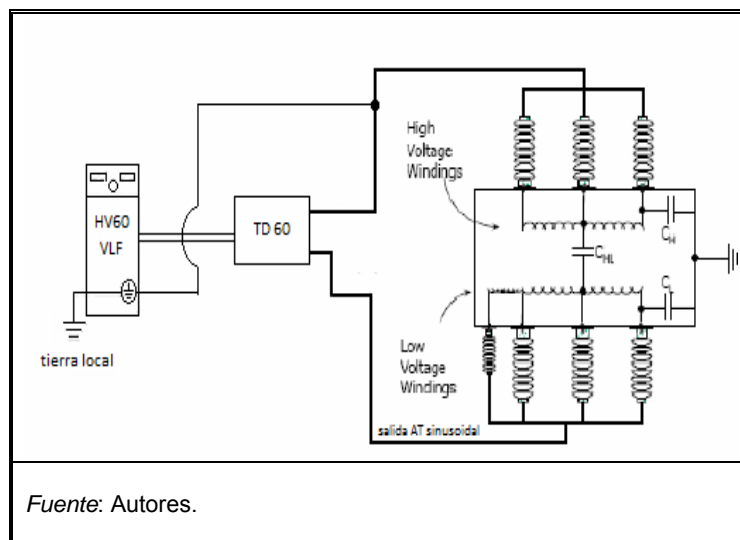 High
Voltage
Windings
HV60
VLF
TD 60
C_H
C_HL
C_L
tierra local
Low
Voltage
Windings
salida AT sinusoidal
Fuente: Autores.